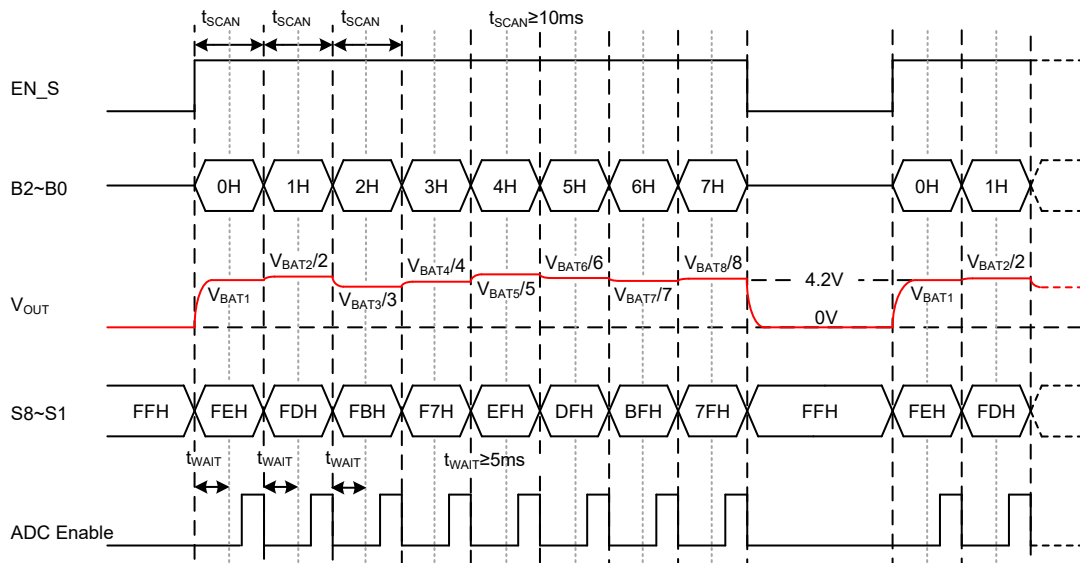 tSCAN tSCAN tSCAN tSCAN≥10ms
EN_S
B2~B0 0H 1H 2H 3H 4H 5H 6H 7H 0H 1H
VBAT2/2 VBAT4/4 VBAT6/6 VBAT8/8 4.2V VBAT2/2
VBAT1 VBAT3/3 VBAT5/5 VBAT7/7 VBAT1
VOUT
0V
S8~S1 FFH FEH FDH FBH F7H EFH DFH BFH 7FH FFH FEH FDH
tWAIT tWAIT tWAIT tWAIT≥5ms
ADC Enable